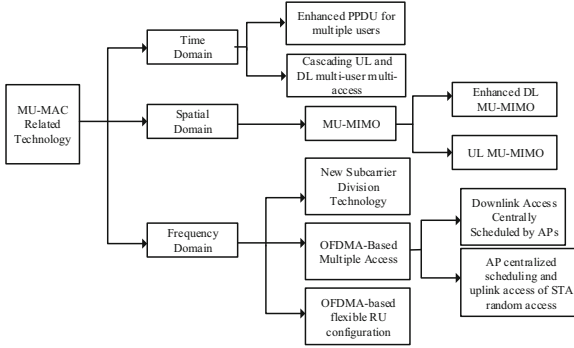 Enhanced PPDU for
multiple users
Time
Domain
Cascading UL and
DL multi-user multi-
access
Enhanced DL
MU-MIMO
MU-MAC
Related
Technology
Spatial
Domain
MU-MIMO
UL MU-MIMO
New Subcarrier
Division
Technology
Downlink Access
Centrally
Scheduled by APs
Frequency
Domain
OFDMA-Based
Multiple Access
AP centralized
scheduling and
uplink access of STA
random access
OFDMA-based
flexible RU
configuration